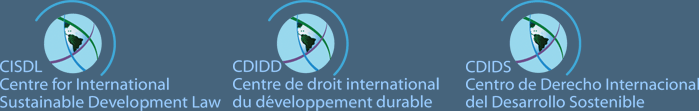 CISDL
Centre for International
Sustainable Development Law
CDIDD
Centre de droit international
du développement durable
CDIDS
Centro de Derecho Internacional
del Desarrollo Sostenible